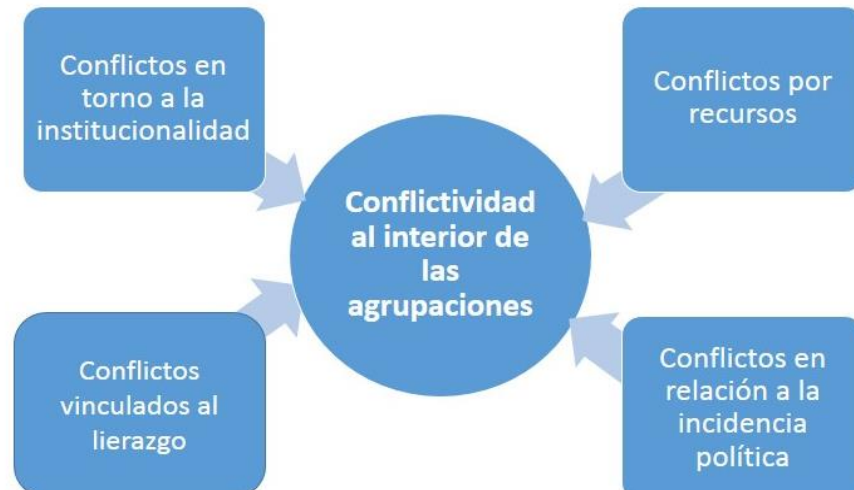 Conflictos en
torno a la
institucionalidad
Conflictos por
recursos
Conflictividad
al interior de
las
agrupaciones
Conflictos
vinculados al
lierazgo
Conflictos en
relación a la
incidencia
política